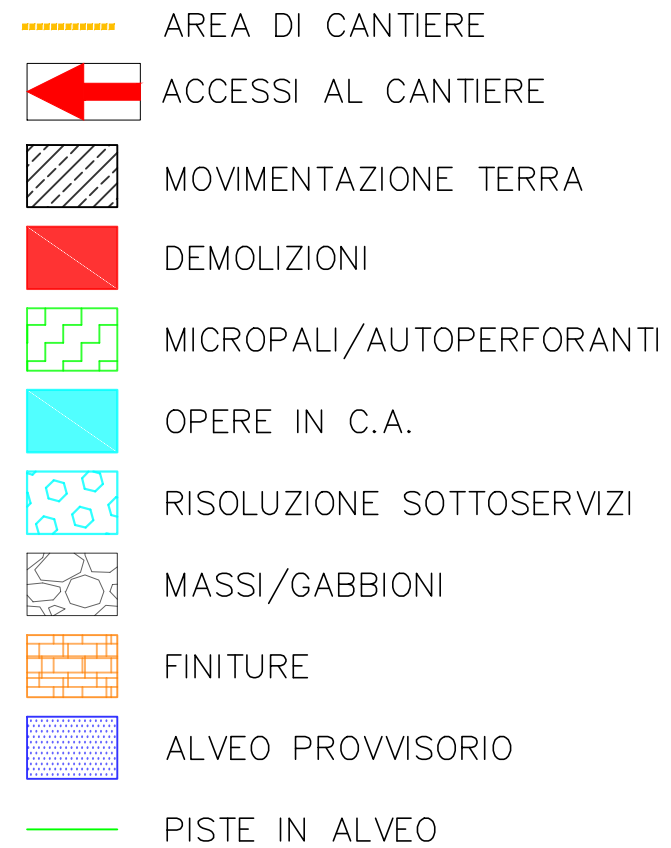 AREA DI CANTIERE
ACCESSI AL CANTIERE
MOVIMENTAZIONE TERRA
DEMOLIZIONI
MICROPALI/AUTOPERFORANTI
OPERE IN C.A.
RISOLUZIONE SOTTOSERVIZI
MASSI/GABBIONI
FINITURE
ALVEO PROVVISORIO
PISTE IN ALVEO